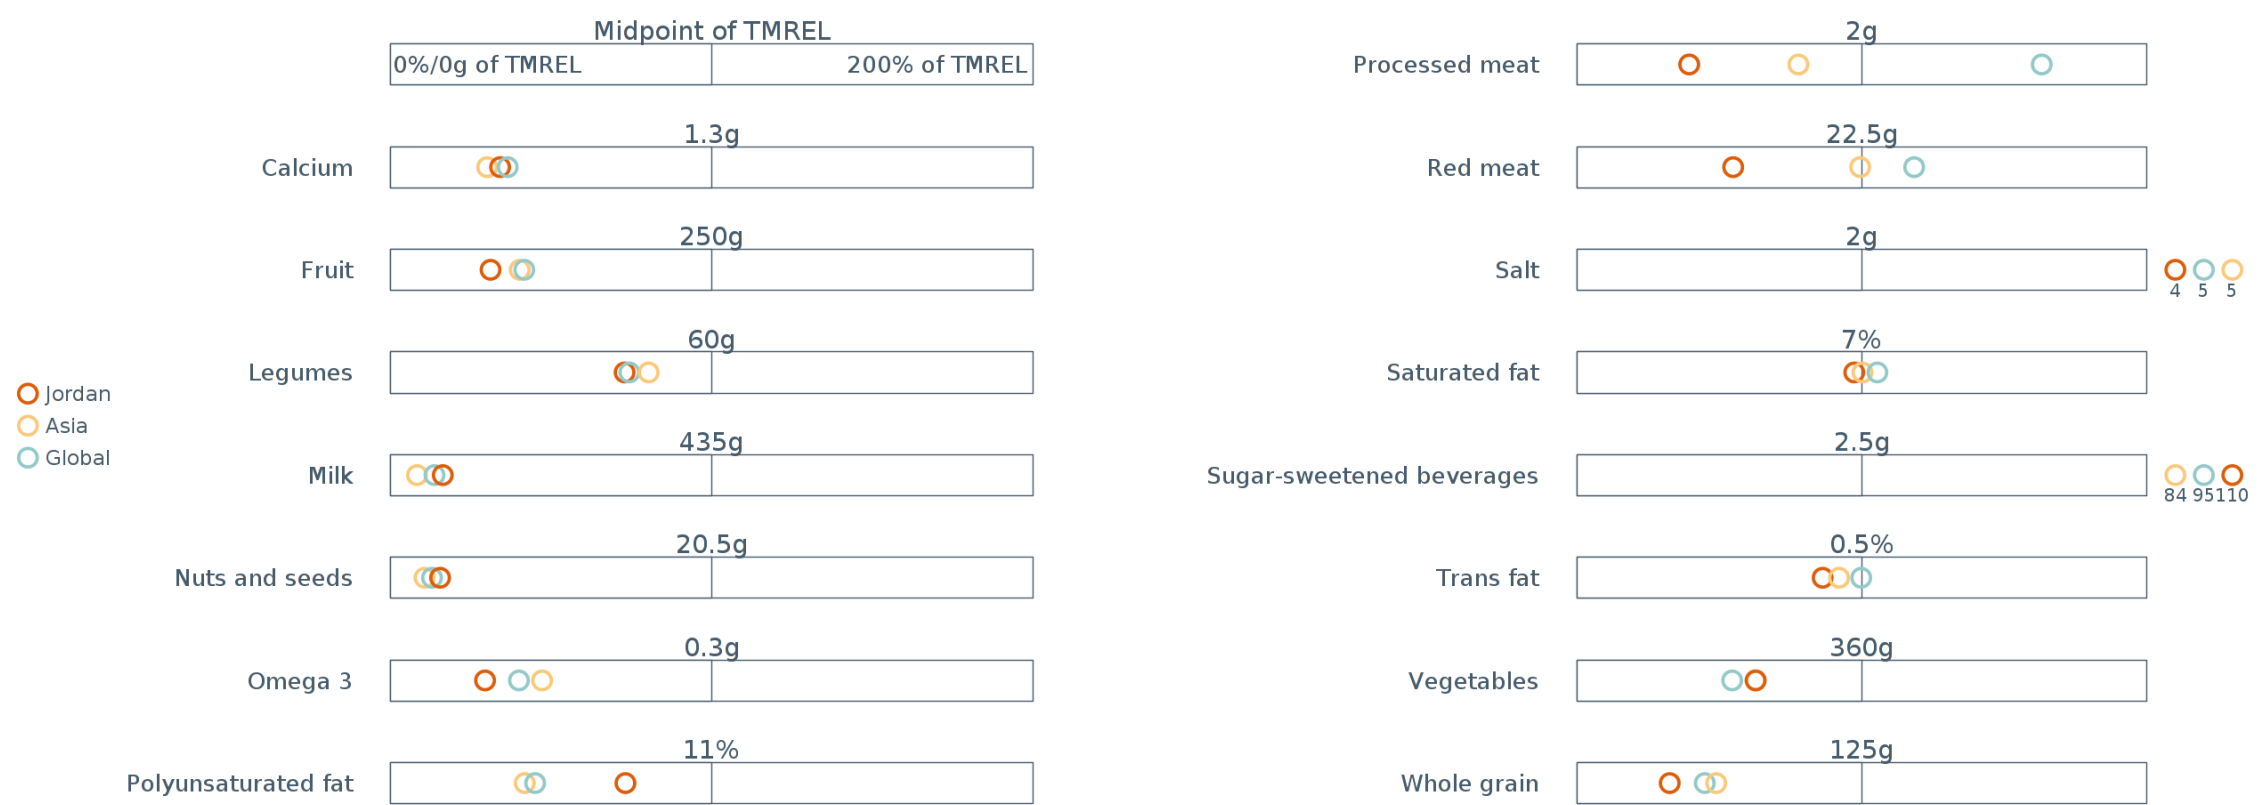 Midpoint of TMREL
0%/0g of TMREL 200% of TMREL
1.3g
Calcium
250g
Fruit
60g
Legumes
435g
Milk
20.5g
Nuts and seeds
0.3g
Omega 3
11%
Polyunsaturated fat
Jordan
Asia
Global
2g
Processed meat
22.5g
Red meat
2g
Salt
4 5 5
7%
Saturated fat
2.5g
Sugar-sweetened beverages
84 95 110
0.5%
Trans fat
360g
Vegetables
125g
Whole grain